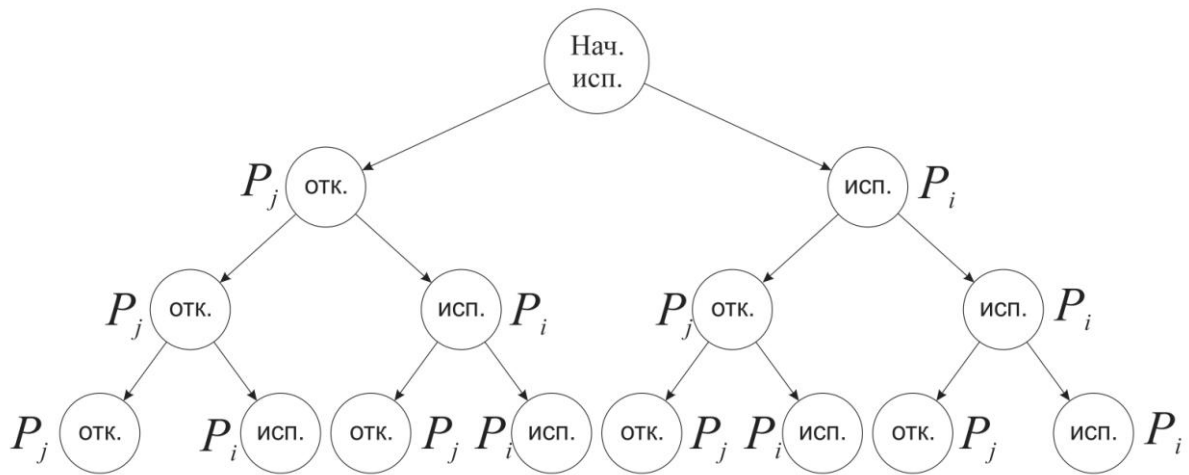 Нач.
исп.
P_j отк. исп. P_i
P_j отк. исп. P_i P_j отк. исп. P_i
P_j отк. P_i исп. отк. P_j P_i исп. отк. P_j P_i исп. отк. P_j исп. P_i